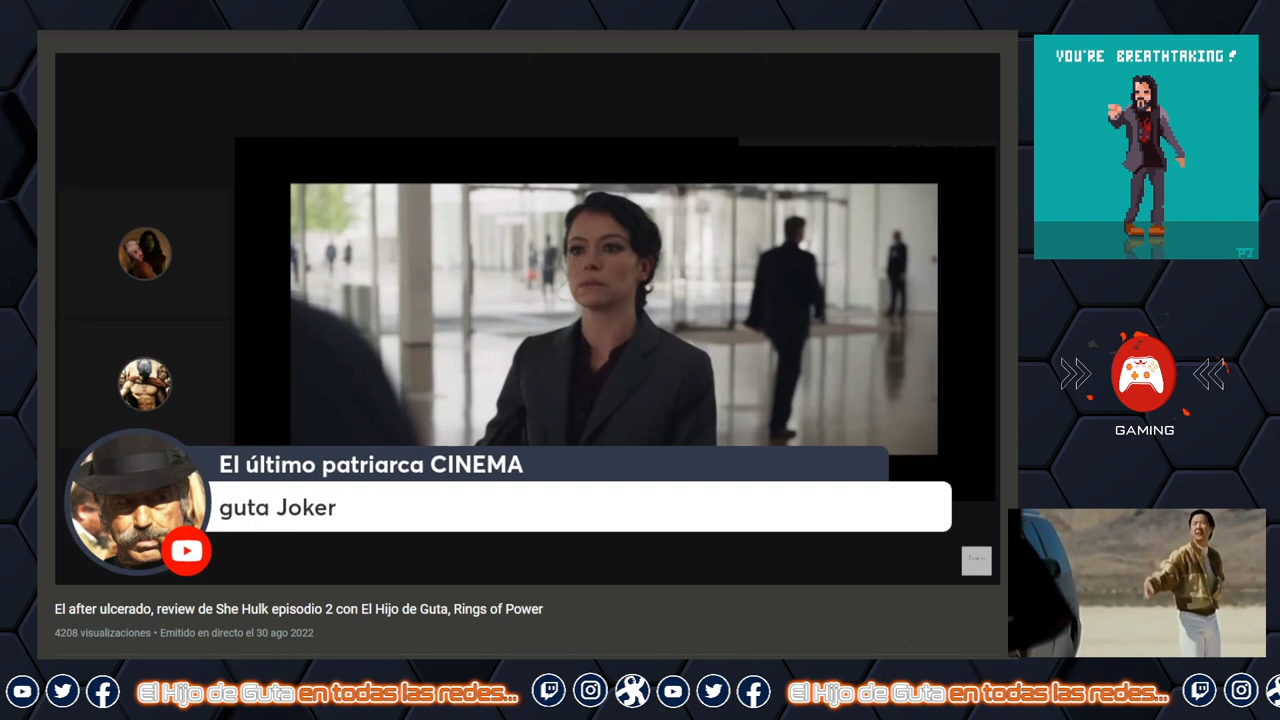 YOU'RE BREATHTAKING!
PJ
GAMING
El último patriarca CINEMA
guta Joker
El after ulcerado, review de She Hulk episodio 2 con El Hijo de Guta, Rings of Power
4208 visualizaciones • Emitido en directo el 30 ago 2022
El Hijo de Guta en todas las redes... El Hijo de Guta en todas las redes...